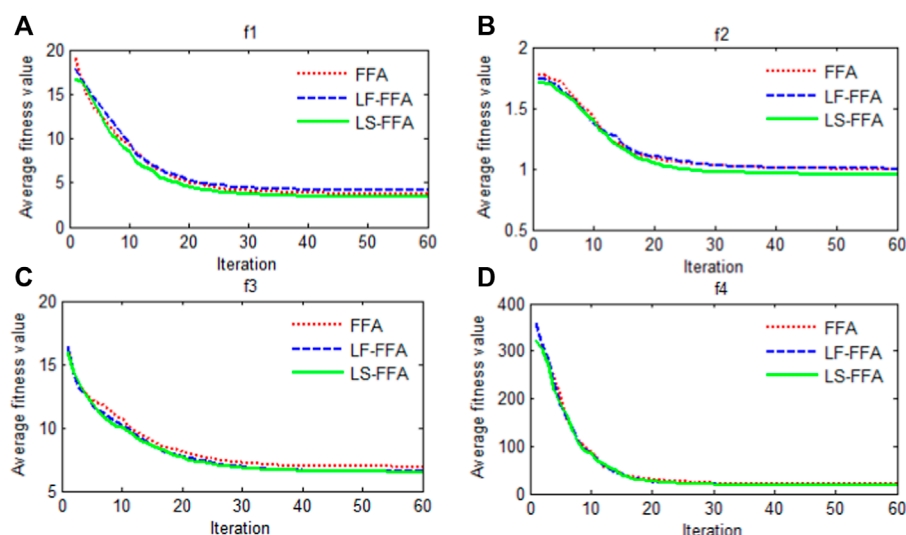 A
f1
Average fitness value
20
15
10
5
0
FFA
LF-FFA
LS-FFA
0 10 20 30 40 50 60
Iteration
B
f2
Average fitness value
2
1.5
1
0.5
FFA
LF-FFA
LS-FFA
0 10 20 30 40 50 60
Iteration
C
f3
Average fitness value
20
15
10
5
FFA
LF-FFA
LS-FFA
0 10 20 30 40 50 60
Iteration
D
f4
Average fitness value
400
300
200
100
0
FFA
LF-FFA
LS-FFA
0 10 20 30 40 50 60
Iteration